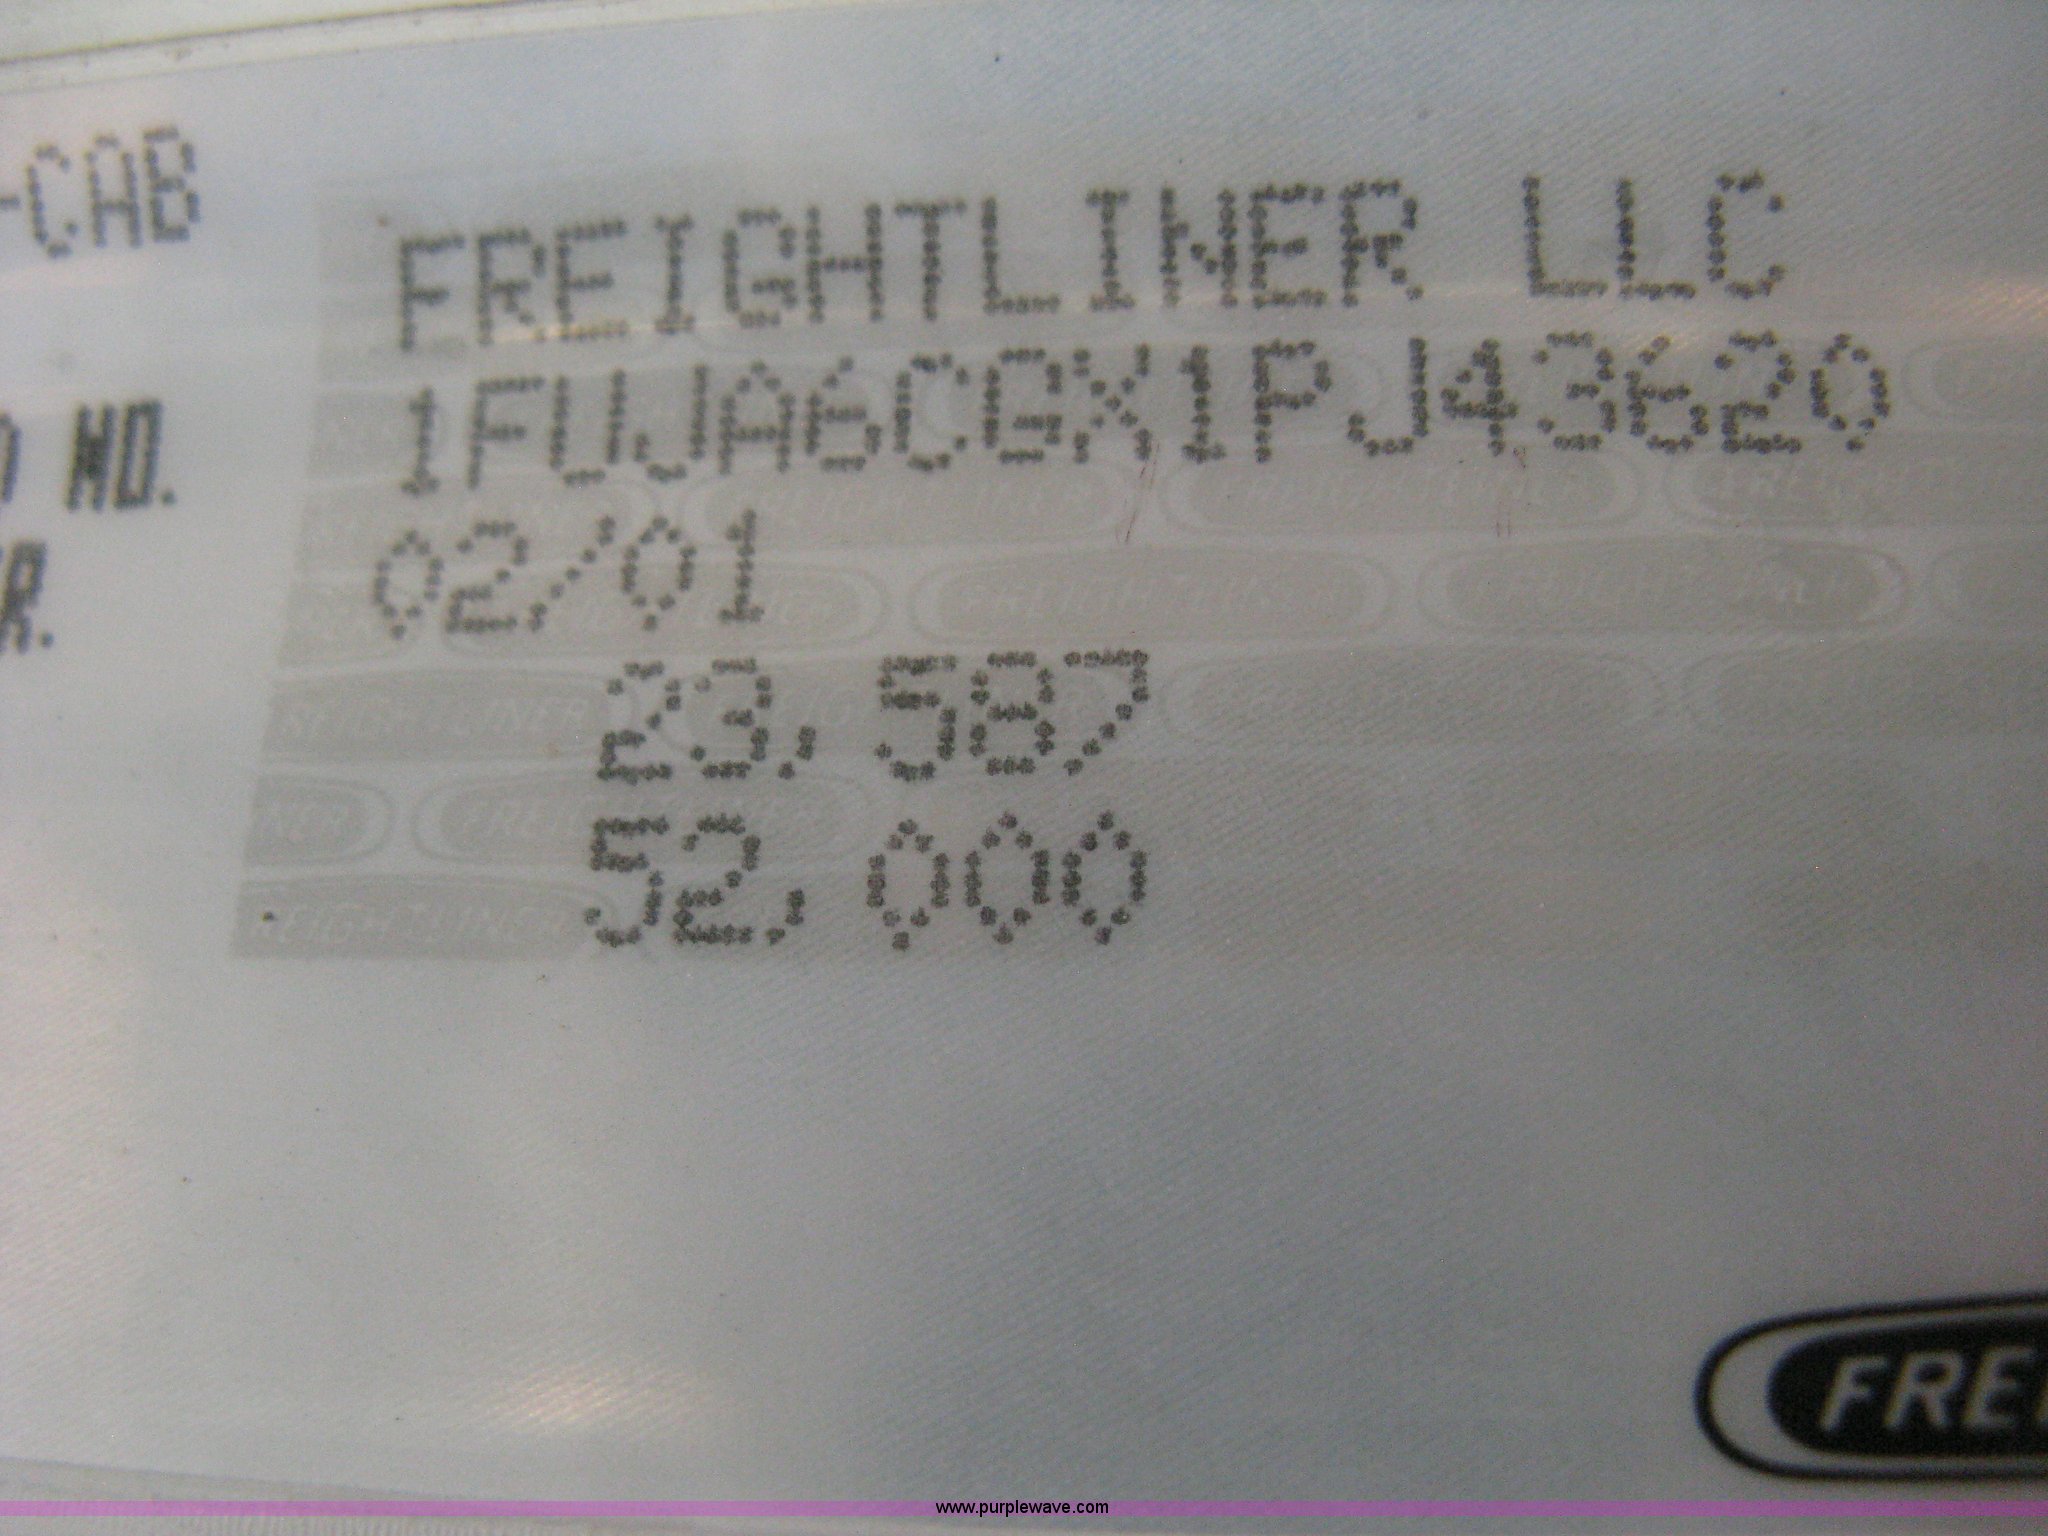 -CAB
FREIGHTLINER LLC
NO. 1FUJA6CGX1PJ43620
R. 02/01
23,587
52,000
FRE
www.purplewave.com